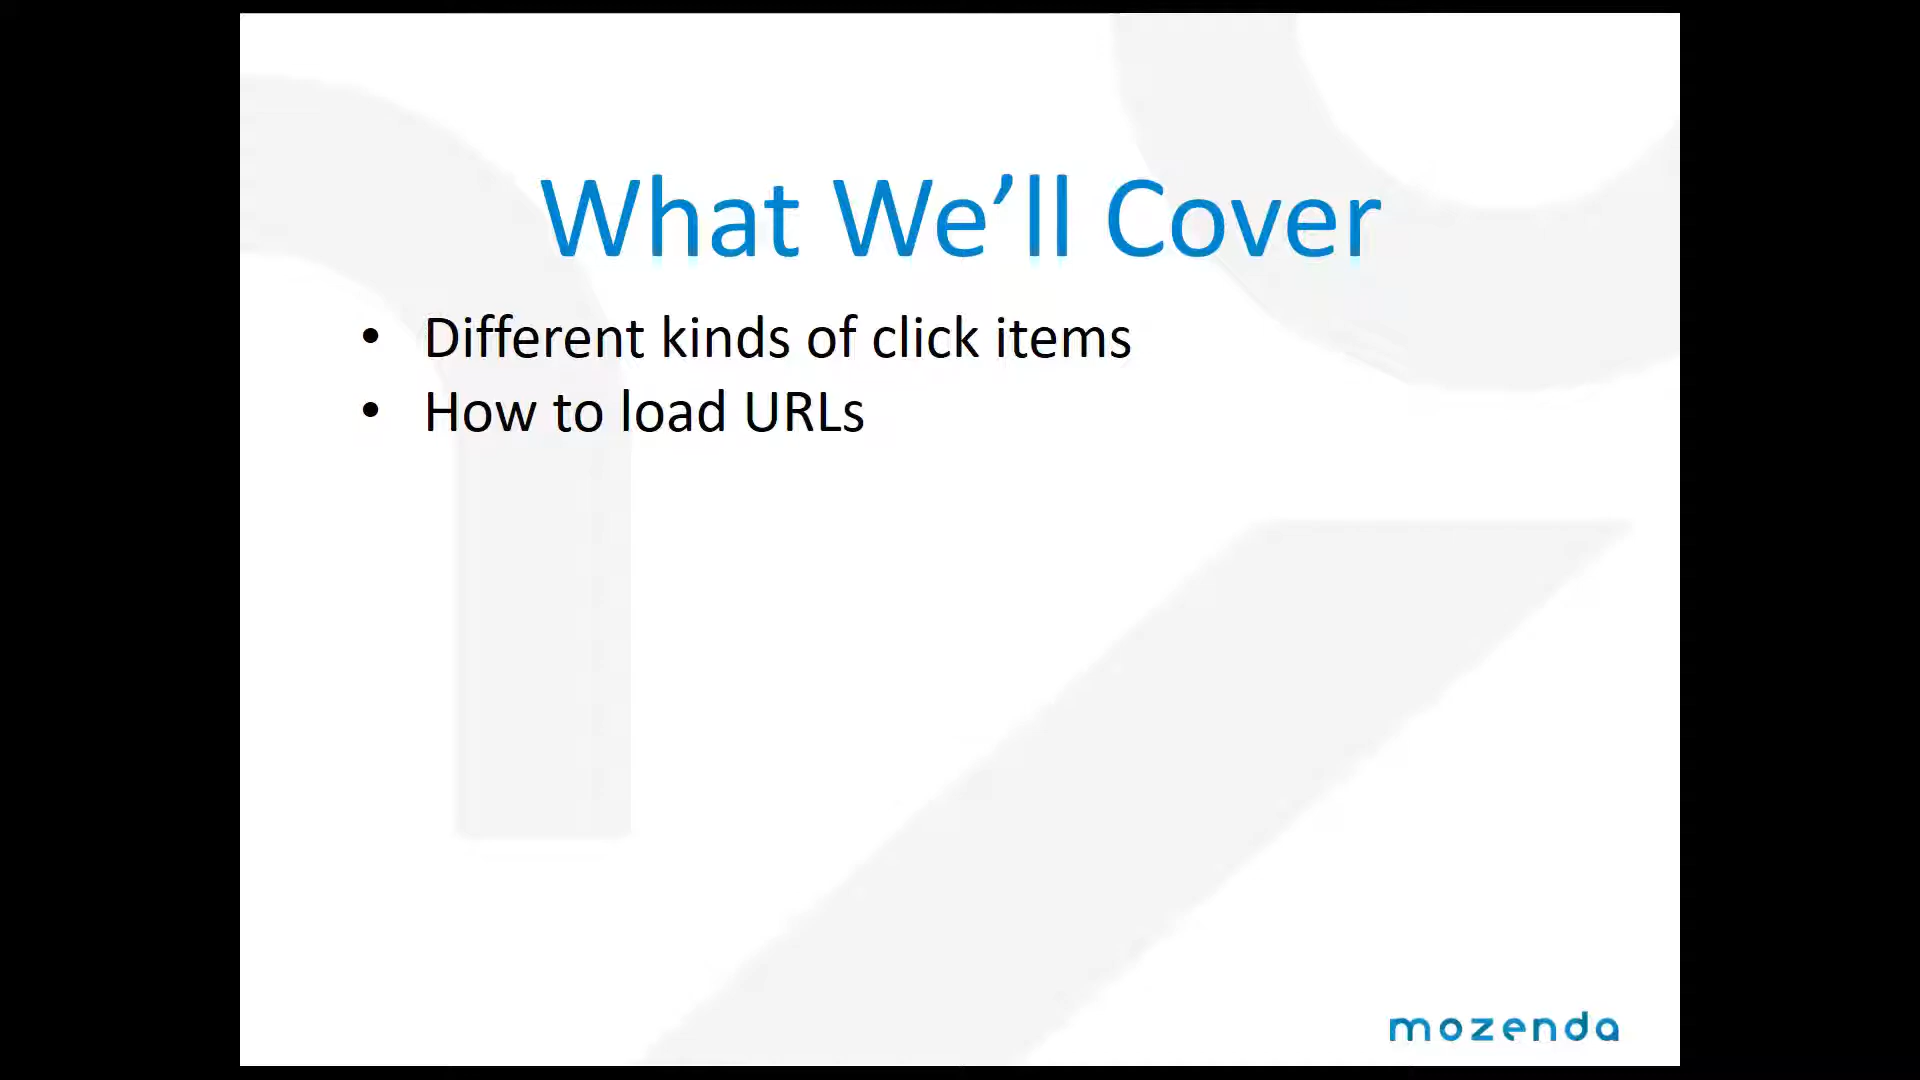 What We’ll Cover
• Different kinds of click items
• How to load URLs
mozenda